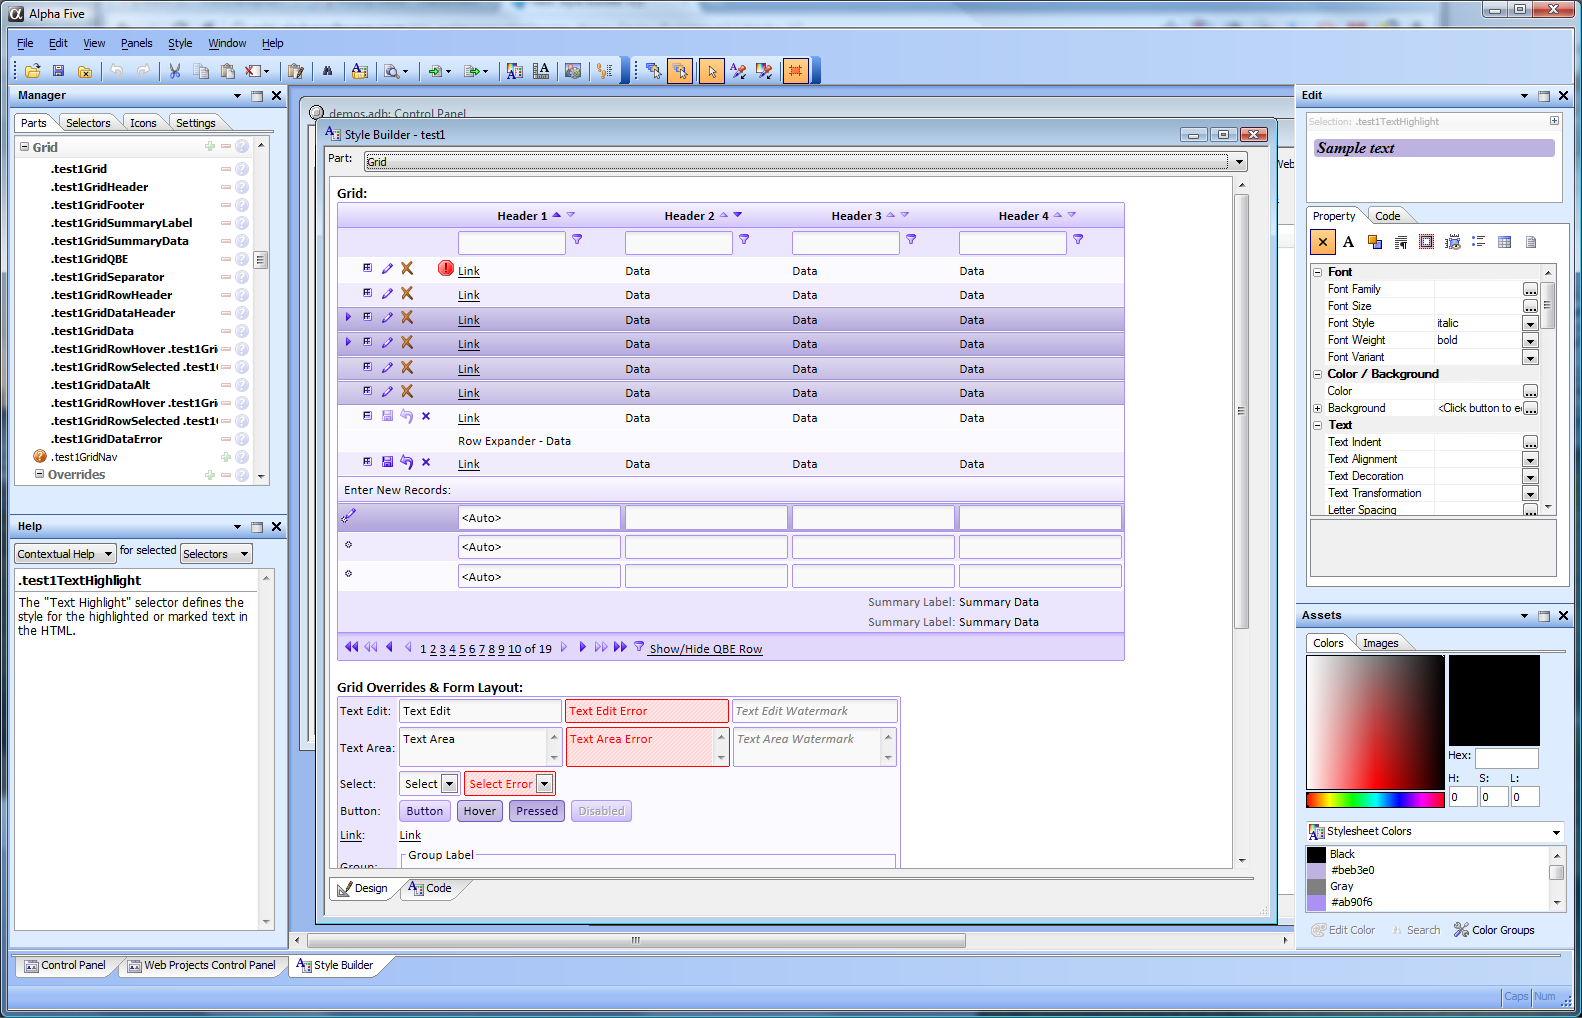 Alpha Five
File Edit View Panels Style Window Help
Manager
Parts Selectors Icons Settings
Grid
.test1Grid
.test1GridHeader
.test1GridFooter
.test1GridSummaryLabel
.test1GridSummaryData
.test1GridQBE
.test1GridSeparator
.test1GridRowHeader
.test1GridDataHeader
.test1GridData
.test1GridRowHover .test1Gri
.test1GridRowSelected .test1(
.test1GridDataAlt
.test1GridRowHover .test1Gri
.test1GridRowSelected .test1(
.test1GridDataError
.test1GridNav
Overrides
Help
Contextual Help for selected Selectors
.test1TextHighlight
The "Text Highlight" selector defines the
style for the highlighted or marked text in
the HTML.
demos.adb: Control Panel
Web
Style Builder - test1
Part: Grid
Grid:
Header 1 Header 2 Header 3 Header 4
Link Data Data Data
Link Data Data Data
Link Data Data Data
Link Data Data Data
Link Data Data Data
Link Data Data Data
Link Data Data Data
Row Expander - Data
Link Data Data Data
Enter New Records:
<Auto>
<Auto>
<Auto>
Summary Label: Summary Data
Summary Label: Summary Data
1 2 3 4 5 6 7 8 9 10 of 19 Show/Hide QBE Row
Grid Overrides & Form Layout:
Text Edit: Text Edit Text Edit Error Text Edit Watermark
Text Area: Text Area Text Area Error Text Area Watermark
Select: Select Select Error
Button: Button Hover Pressed Disabled
Link: Link
Group: Group Label
Design Code
Edit
Selection: .test1TextHighlight
Sample text
Property Code
Font
Font Family
Font Size
Font Style italic
Font Weight bold
Font Variant
Color / Background
Color
Background <Click button to e
Text
Text Indent
Text Alignment
Text Decoration
Text Transformation
Letter Spacing
Assets
Colors Images
Hex:
H: S: L:
0 0 0
Stylesheet Colors
Black
#beb3e0
Gray
#ab90f6
Edit Color Search Color Groups
Control Panel Web Projects Control Panel Style Builder
Caps Num